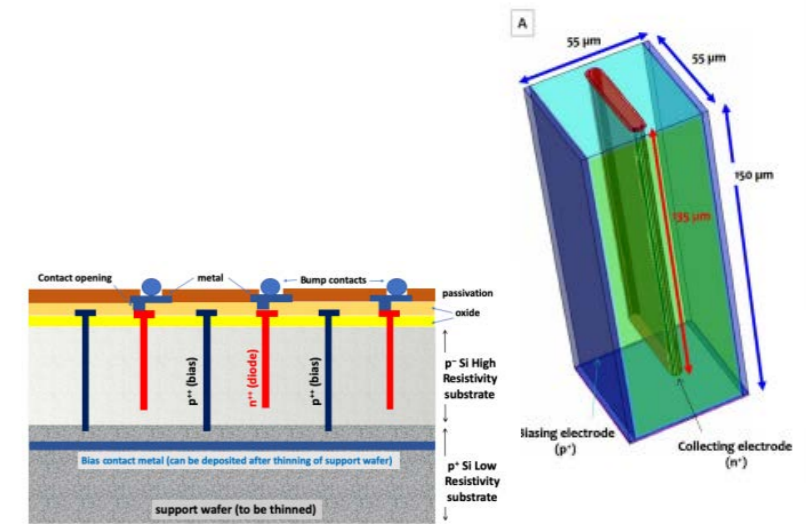 A
55 µm
55 µm
150 µm
135 µm
Biasing electrode
(p⁺)
Collecting electrode
(n⁺)
Contact opening
metal
Bump contacts
passivation
oxide
p⁺⁺ (bias)
n⁺⁺ (diode)
p⁺⁺ (bias)
p⁻ Si High
Resistivity
substrate
Bias contact metal (can be deposited after thinning of support wafer)
p⁺ Si Low
Resistivity
substrate
support wafer (to be thinned)